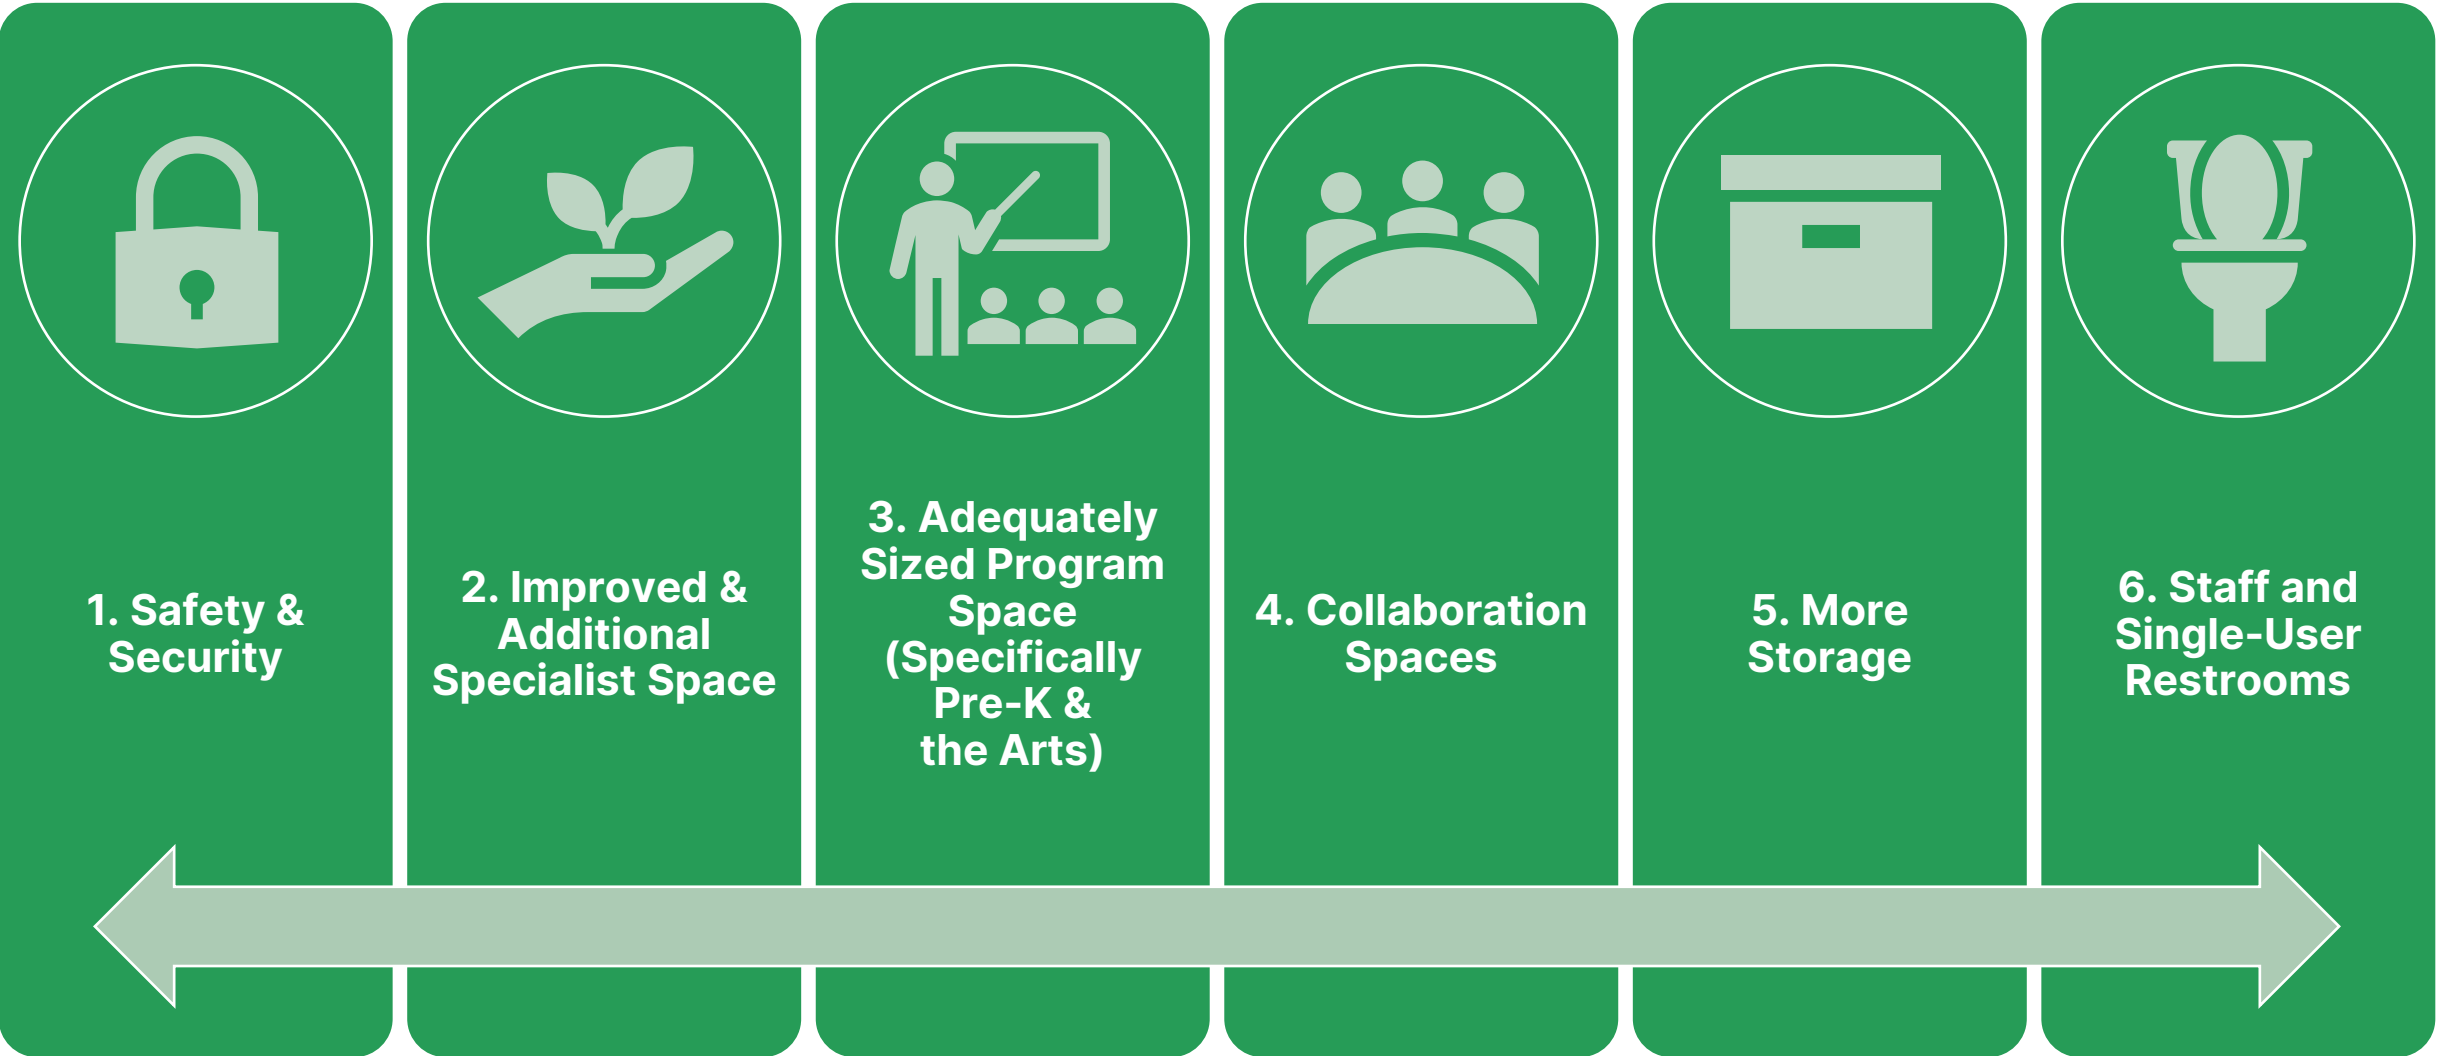 1. Safety &
Security
2. Improved &
Additional
Specialist Space
3. Adequately
Sized Program
Space
(Specifically
Pre-K &
the Arts)
4. Collaboration
Spaces
5. More
Storage
6. Staff and
Single-User
Restrooms